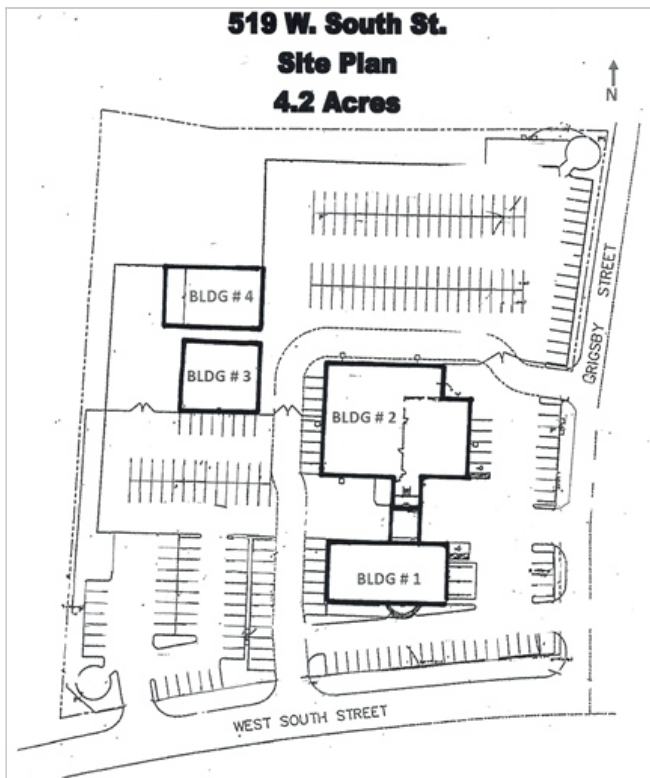 519 W. South St.
Site Plan
4.2 Acres
N
BLDG # 4
GRIGSBY STREET
BLDG # 3
BLDG # 2
BLDG # 1
WEST SOUTH STREET